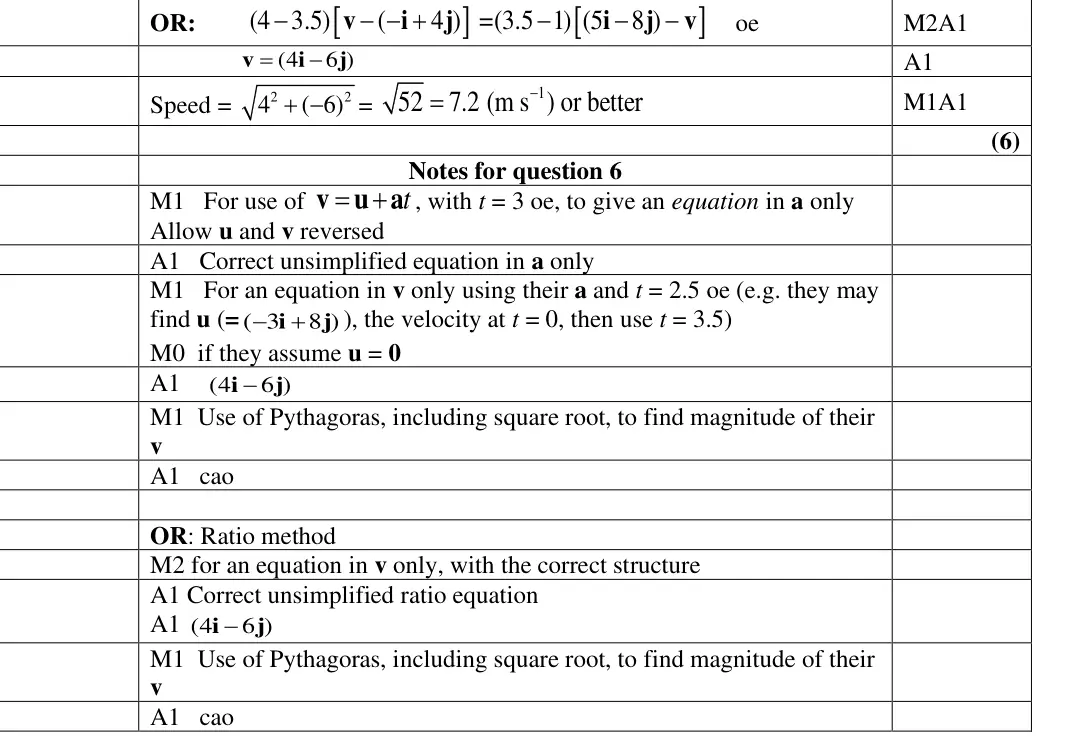 OR: (4−3.5)[v−(−i+4j)] =(3.5−1)[(5i−8j)−v] oe M2A1
v=(4i−6j) A1
Speed = √4²+(−6)² = √52 = 7.2 (m s⁻¹) or better M1A1
(6)
Notes for question 6
M1 For use of v=u+at, with t = 3 oe, to give an equation in a only
Allow u and v reversed
A1 Correct unsimplified equation in a only
M1 For an equation in v only using their a and t = 2.5 oe (e.g. they may
find u (=(−3i+8j)), the velocity at t = 0, then use t = 3.5)
M0 if they assume u = 0
A1 (4i−6j)
M1 Use of Pythagoras, including square root, to find magnitude of their
v
A1 cao
OR: Ratio method
M2 for an equation in v only, with the correct structure
A1 Correct unsimplified ratio equation
A1 (4i−6j)
M1 Use of Pythagoras, including square root, to find magnitude of their
v
A1 cao